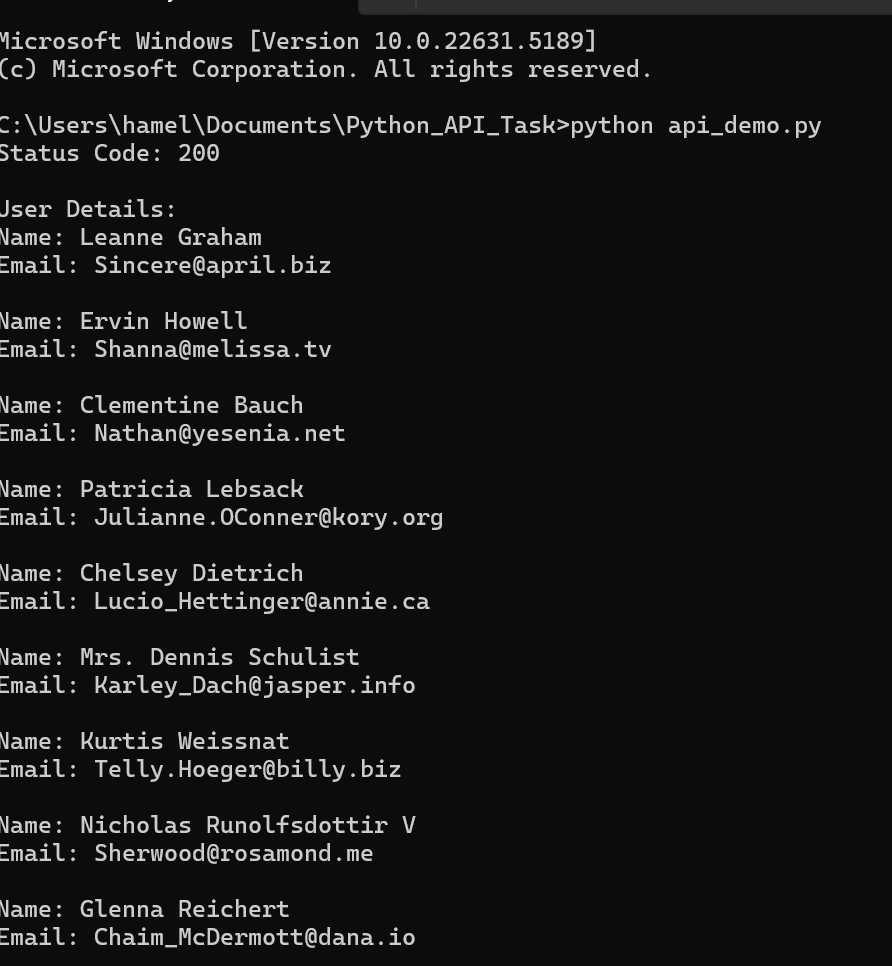 Microsoft Windows [Version 10.0.22631.5189]
(c) Microsoft Corporation. All rights reserved.
C:\Users\hamel\Documents\Python_API_Task>python api_demo.py
Status Code: 200
User Details:
Name: Leanne Graham
Email: Sincere@april.biz
Name: Ervin Howell
Email: Shanna@melissa.tv
Name: Clementine Bauch
Email: Nathan@yesenia.net
Name: Patricia Lebsack
Email: Julianne.OConner@kory.org
Name: Chelsey Dietrich
Email: Lucio_Hettinger@annie.ca
Name: Mrs. Dennis Schulist
Email: Karley_Dach@jasper.info
Name: Kurtis Weissnat
Email: Telly.Hoeger@billy.biz
Name: Nicholas Runolfsdottir V
Email: Sherwood@rosamond.me
Name: Glenna Reichert
Email: Chaim_McDermott@dana.io